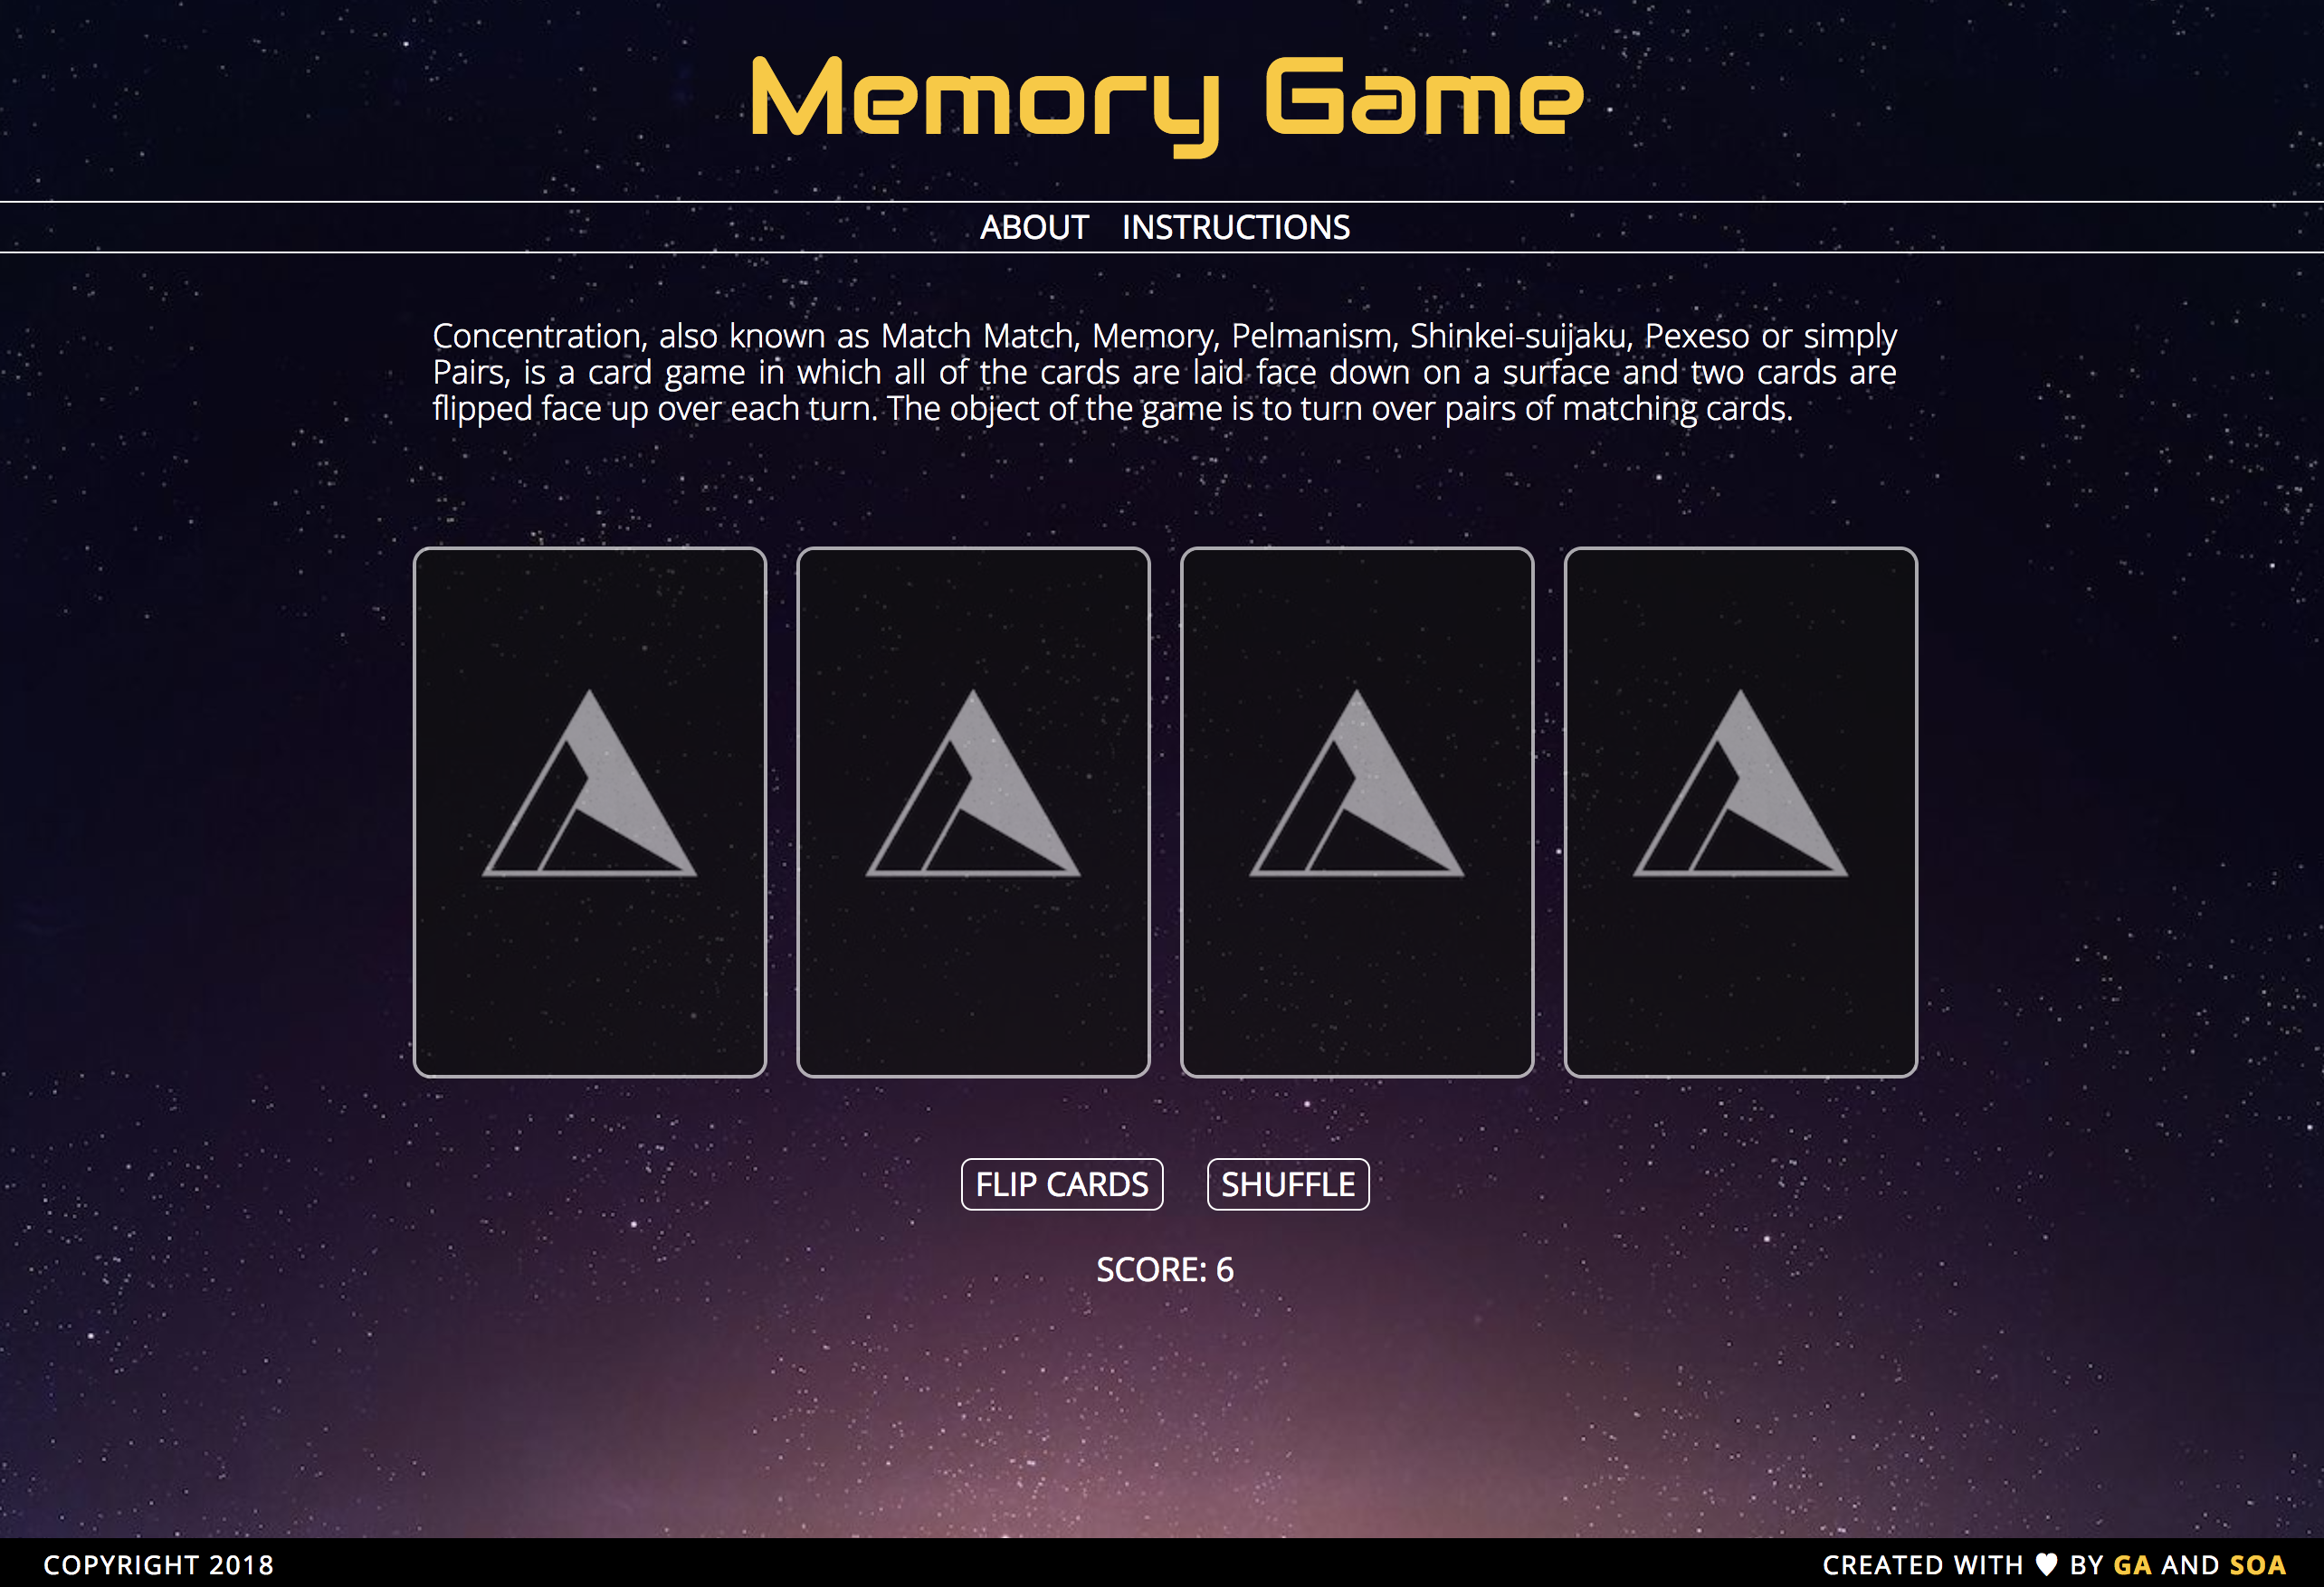 Memory Game
ABOUT INSTRUCTIONS
Concentration, also known as Match Match, Memory, Pelmanism, Shinkei-suijaku, Pexeso or simply
Pairs, is a card game in which all of the cards are laid face down on a surface and two cards are
flipped face up over each turn. The object of the game is to turn over pairs of matching cards.
FLIP CARDS SHUFFLE
SCORE: 6
COPYRIGHT 2018 CREATED WITH ♥ BY GA AND SOA